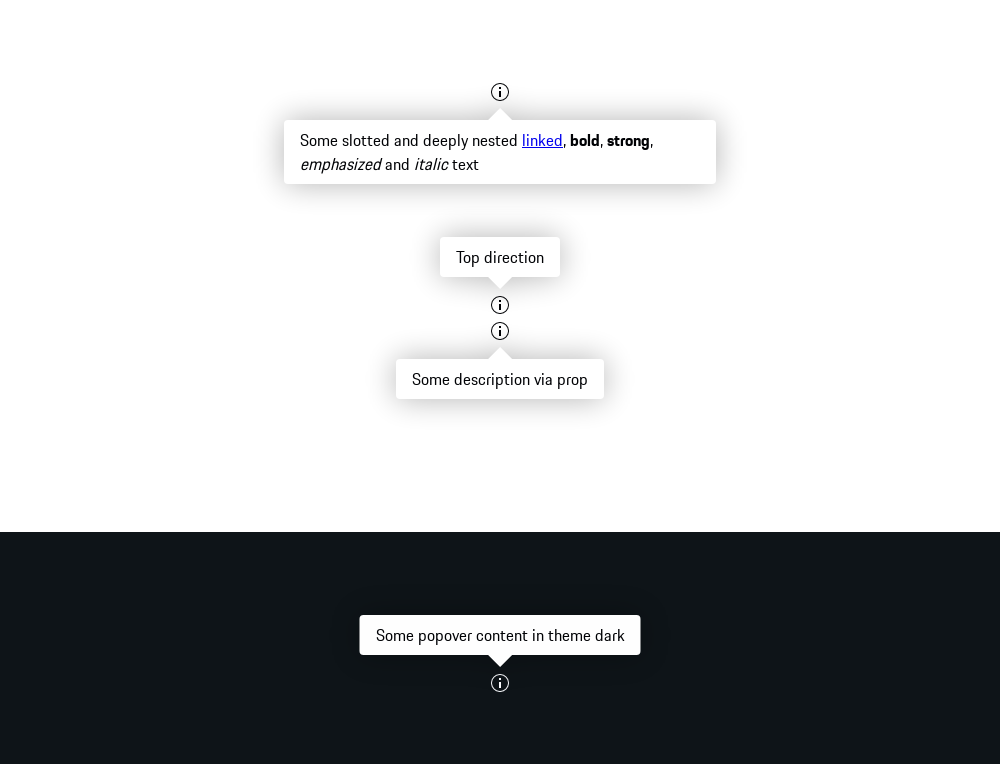 Some slotted and deeply nested linked, bold, strong,
emphasized and italic text
Top direction
Some description via prop
Some popover content in theme dark